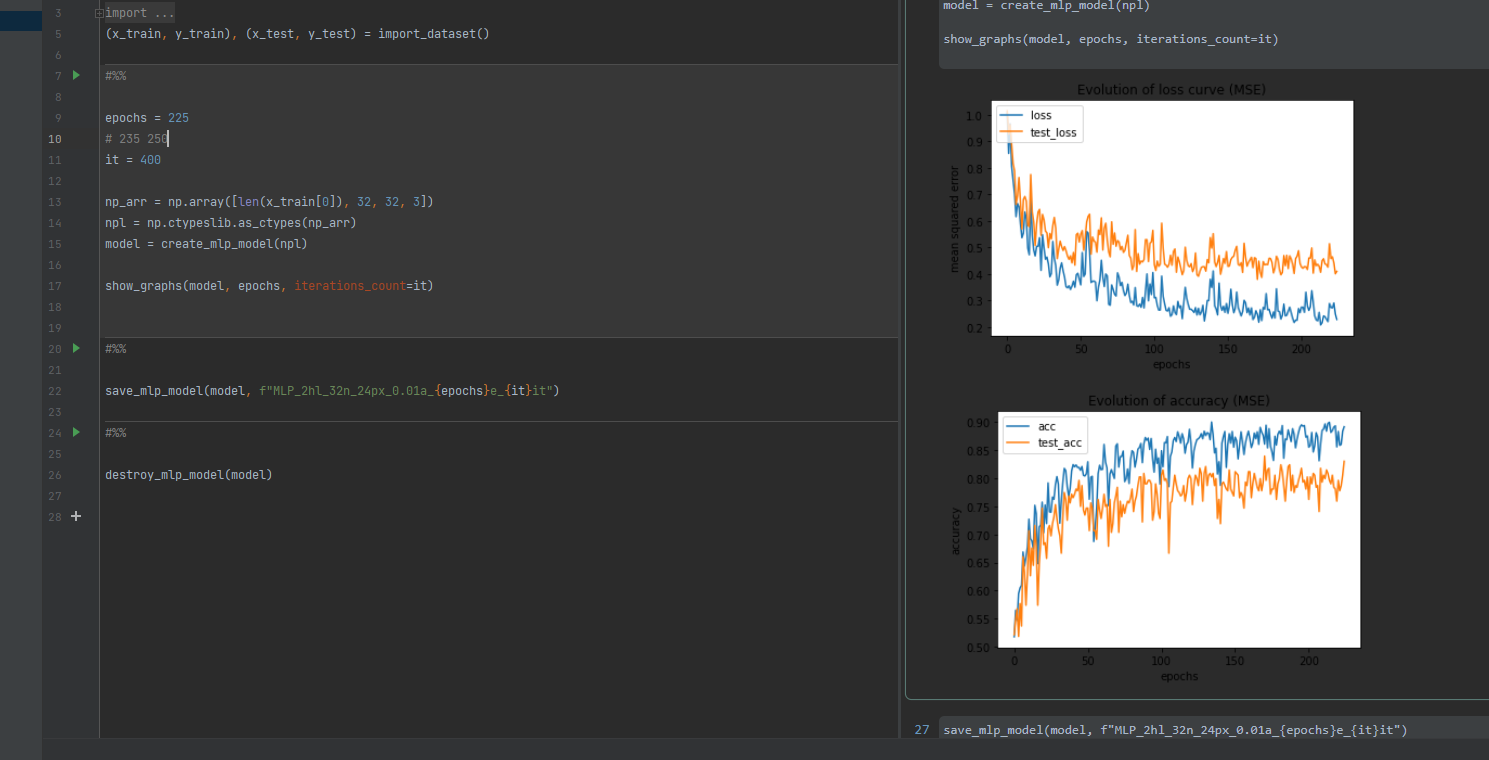 3 import ...
5 (x_train, y_train), (x_test, y_test) = import_dataset()
6
7 #%%
8
9 epochs = 225
10 # 235 250
11 it = 400
12
13 np_arr = np.array([len(x_train[0]), 32, 32, 3])
14 npl = np.ctypeslib.as_ctypes(np_arr)
15 model = create_mlp_model(npl)
16
17 show_graphs(model, epochs, iterations_count=it)
18
19
20 #%%
21
22 save_mlp_model(model, f"MLP_2hl_32n_24px_0.01a_{epochs}e_{it}it")
23
24 #%%
25
26 destroy_mlp_model(model)
27
28
model = create_mlp_model(npl)
show_graphs(model, epochs, iterations_count=it)
Evolution of loss curve (MSE)
loss
test_loss
1.0
0.9
0.8
0.7
0.6
0.5
0.4
0.3
0.2
mean squared error
0 50 100 150 200
epochs
Evolution of accuracy (MSE)
acc
test_acc
0.90
0.85
0.80
0.75
0.70
0.65
0.60
0.55
0.50
accuracy
0 50 100 150 200
epochs
27 save_mlp_model(model, f"MLP_2hl_32n_24px_0.01a_{epochs}e_{it}it")